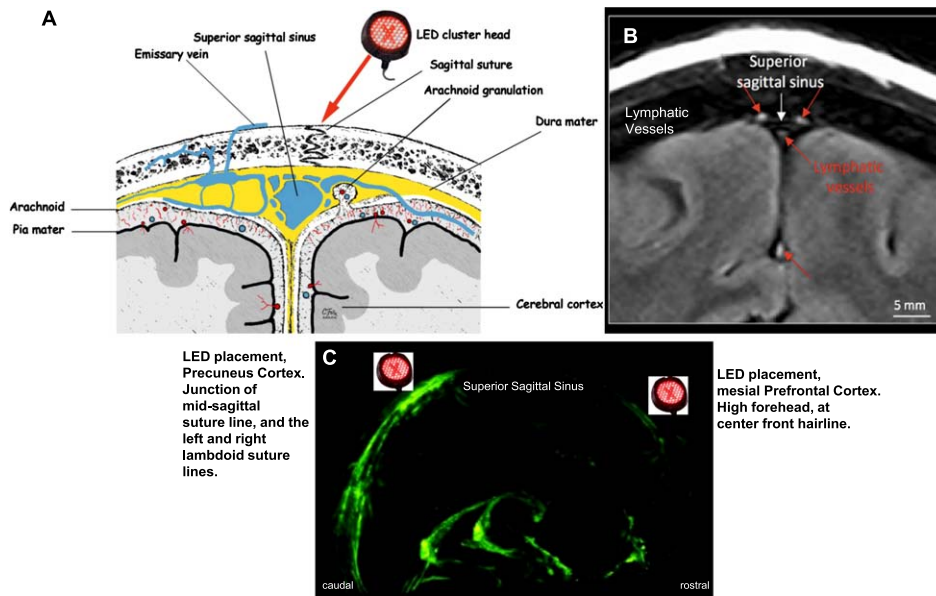 A
Superior sagittal sinus
Emissary vein
LED cluster head
Sagittal suture
Arachnoid granulation
Dura mater
Arachnoid
Pia mater
Cerebral cortex
B
Superior
sagittal sinus
Lymphatic
Vessels
Lymphatic
vessels
5 mm
LED placement,
Precuneus Cortex.
Junction of
mid-sagittal
suture line, and the
left and right
lambdoid suture
lines.
C
Superior Sagittal Sinus
caudal
rostral
LED placement,
mesial Prefrontal Cortex.
High forehead, at
center front hairline.